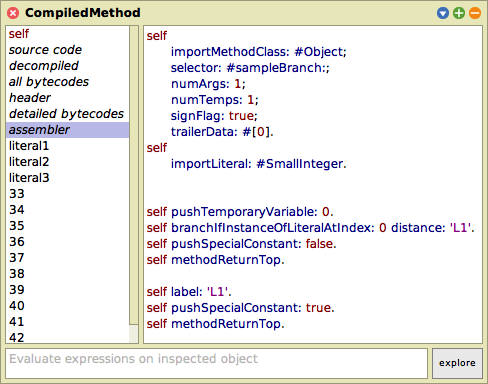 CompiledMethod
self
source code
decompiled
all bytecodes
header
detailed bytecodes
assembler
literal1
literal2
literal3
33
34
35
36
37
38
39
40
41
42
self
importMethodClass: #Object;
selector: #sampleBranch:;
numArgs: 1;
numTemps: 1;
signFlag: true;
trailerData: #[0].
self
importLiteral: #SmallInteger.
self pushTemporaryVariable: 0.
self branchIfInstanceOfLiteralAtIndex: 0 distance: 'L1'.
self pushSpecialConstant: false.
self methodReturnTop.
self label: 'L1'.
self pushSpecialConstant: true.
self methodReturnTop.
Evaluate expressions on inspected object
explore